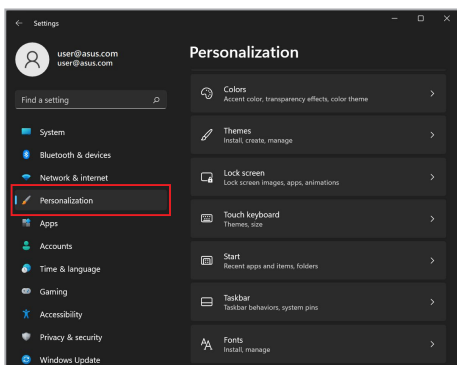 Settings
user@asus.com
user@asus.com
Find a setting
System
Bluetooth & devices
Network & internet
Personalization
Apps
Accounts
Time & language
Gaming
Accessibility
Privacy & security
Windows Update
Personalization
Colors
Accent color, transparency effects, color theme
Themes
Install, create, manage
Lock screen
Lock screen images, apps, animations
Touch keyboard
Themes, size
Start
Recent apps and items, folders
Taskbar
Taskbar behaviors, system pins
Fonts
Install, manage